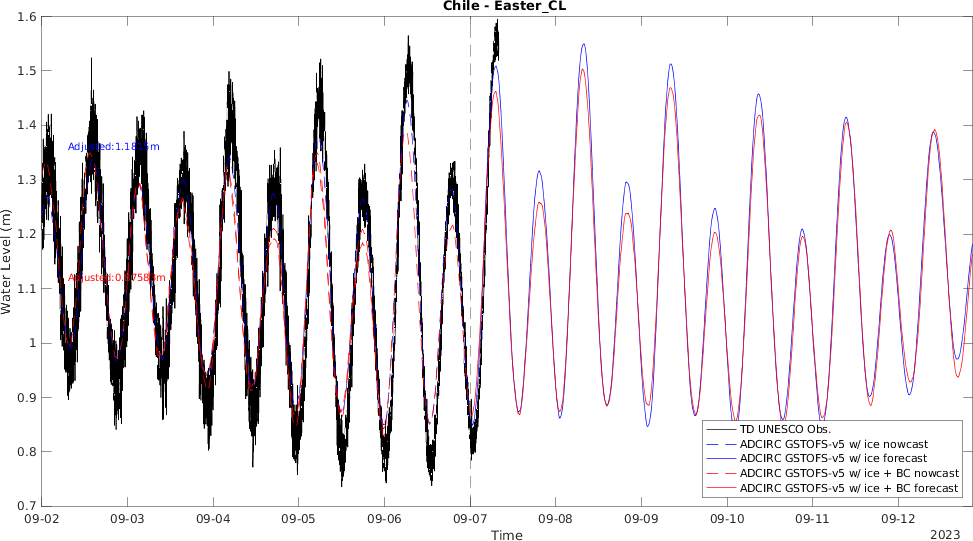 Chile - Easter_CL
1.6
1.5
1.4
1.3
1.2
1.1
1
0.9
0.8
0.7
Water Level (m)
TD UNESCO Obs.
ADCIRC GSTOFS-v5 w/ ice nowcast
ADCIRC GSTOFS-v5 w/ ice forecast
ADCIRC GSTOFS-v5 w/ ice + BC nowcast
ADCIRC GSTOFS-v5 w/ ice + BC forecast
09-02 09-03 09-04 09-05 09-06 09-07 09-08 09-09 09-10 09-11 09-12
Time
2023